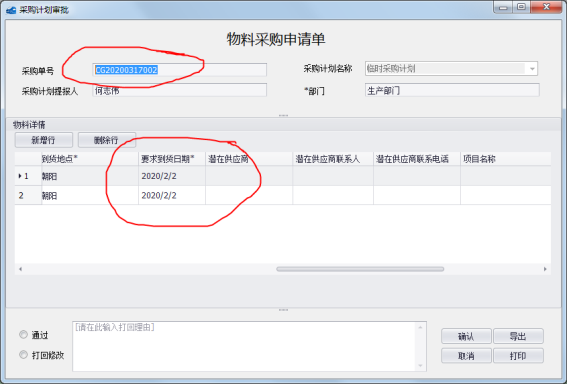 采购计划审批
物料采购申请单
采购单号 CG20200317002 采购计划名称 临时采购计划
采购计划提报人 何志伟 *部门 生产部门
物料详情
新增行 删除行
到货地点* 要求到货日期* 潜在供应商 潜在供应商联系人 潜在供应商联系电话 项目名称
1 朝阳 2020/2/2
2 朝阳 2020/2/2
通过 [请在此输入打回理由] 确认 导出
打回修改 取消 打印